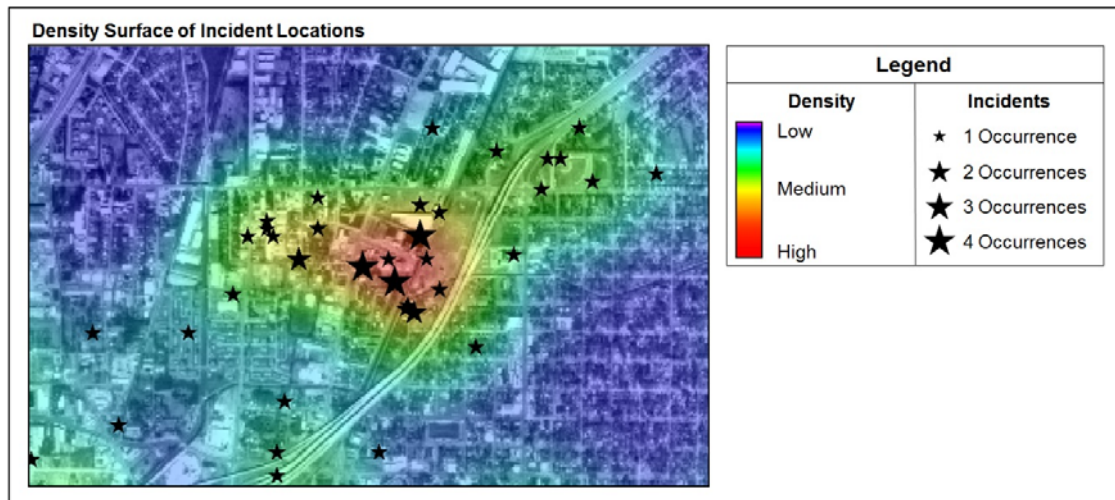 Density Surface of Incident Locations
Legend
Density
Low
Medium
High
Incidents
1 Occurrence
2 Occurrences
3 Occurrences
4 Occurrences